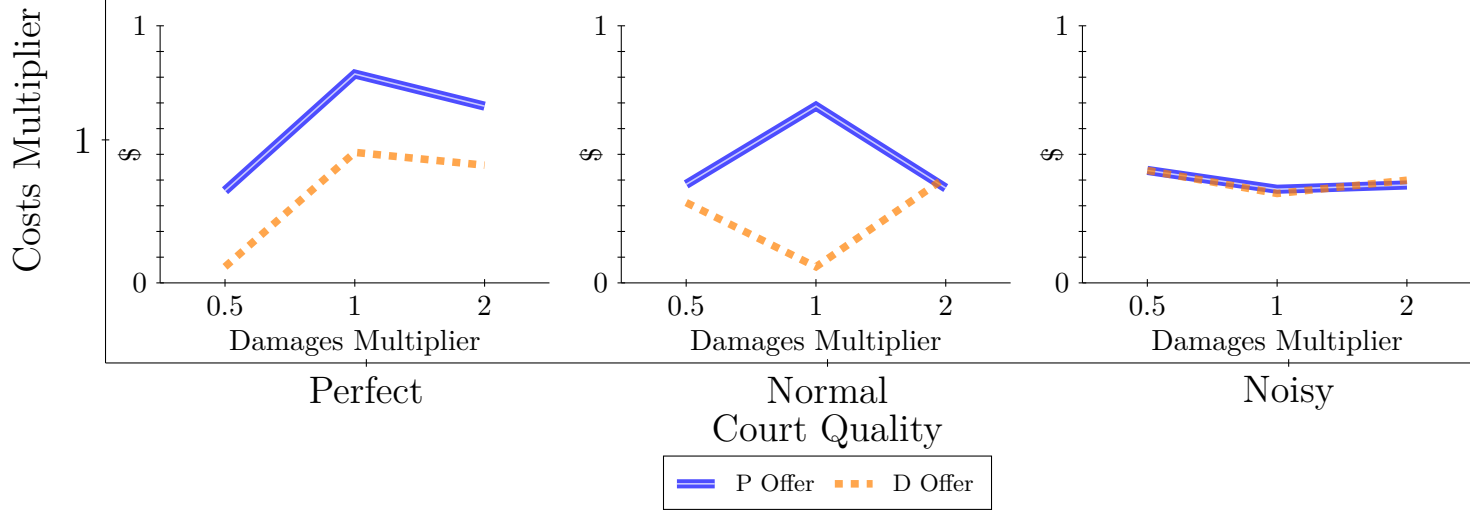 Costs Multiplier
1
1
$
0
0.5 1 2
Damages Multiplier
1
$
0
0.5 1 2
Damages Multiplier
1
$
0
0.5 1 2
Damages Multiplier
Perfect
Normal
Noisy
Court Quality
P Offer
D Offer